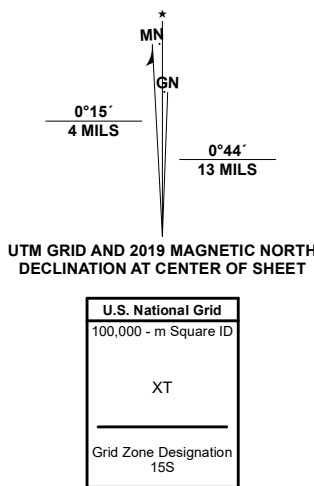 MN
GN
0°15´
4 MILS
0°44´
13 MILS
UTM GRID AND 2019 MAGNETIC NORTH
DECLINATION AT CENTER OF SHEET
U.S. National Grid
100,000 - m Square ID
XT
Grid Zone Designation
15S